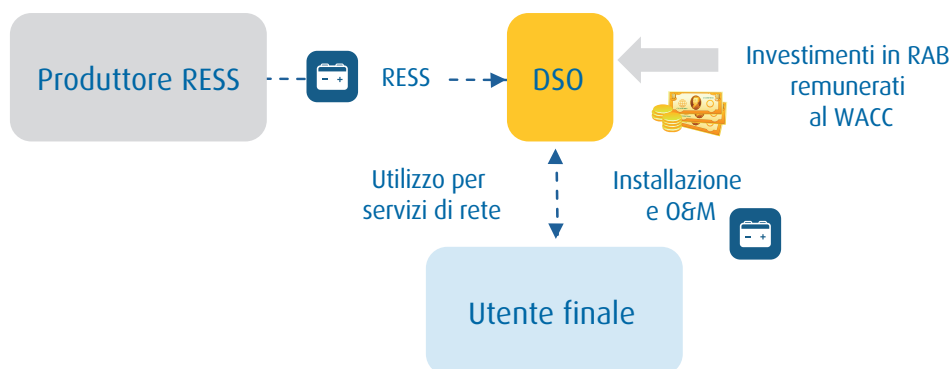 Produttore RESS
RESS
DSO
Investimenti in RAB
remunerati
al WACC
Utilizzo per
servizi di rete
Installazione
e O&M
Utente finale